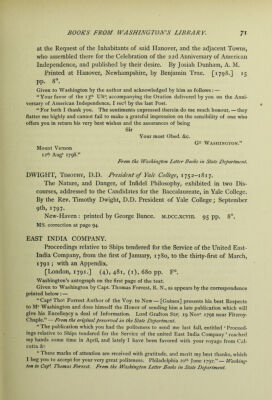 BOOKS FROM WASHINGTON'S LIBRARY. 71
at the Request of the Inhabitants of said Hanover, and the adjacent Towns,
who assembled there for the Celebration of the 22d Anniversary of American
Independence, and published by their desire. By Josiah Dunham, A. M.
Printed at Hanover, Newhampshire, by Benjamin True. [1798.] 15
pp. 8°.
Given to Washington by the author and acknowledged by him as follows: —
"Your favor of the 13th Ulto. accompanying the Oration delivered by you on the Anni-
versary of American Independence, I recd by the last Post.
"For both I thank you. The sentiments expressed therein do me much honour, — they
flatter me highly and cannot fail to make a grateful impression on the sensibility of one who
offers you in return his very best wishes and the assurances of being
Sir
Your most Obed. &c.
Go Washington."
Mount Vernon
12th Augt 1798."
From the Washington Letter Books in State Department.
DWIGHT, Timothy, D.D. President of Yale College, 1752–1817.
The Nature, and Danger, of Infidel Philosophy, exhibited in two Dis-
courses, addressed to the Candidates for the Baccalaureate, in Yale College.
By the Rev. Timothy Dwight, D.D. President of Yale College; September
9th, 1797.
New-Haven: printed by George Bunce. M.DCC.XCVIII. 95 pp. 8°.
MS. correction at page 94.
EAST INDIA COMPANY.
Proceedings relative to Ships tendered for the Service of the United East-
India Company, from the first of January, 1780, to the thirty-first of March,
1791; with an Appendix.
[London, 1791.] (4), 481, (1), 680 pp. F°.
Washington's autograph on the first page of the text.
Given to Washington by Capt. Thomas Forrest, R. N., as appears by the correspondence
printed below: —
"Capt Thos Forrest Author of the Voy. to New — [Guinea] presents his best Respects
to Mr Washington and does himself the Honor of sending him a late publication which will
give his Excellency a deal of Information. Lord Grafton Str. 19 Novr 1791 near Fitzroy-
Chaple." — From the original preserved in the State Department.
"The publication which you had the politeness to send me last fall, entitled 'Proceed-
ings relative to Ships tendered for the Service of the united East India Company' reached
my hands some time in April, and lately I have been favored with your voyage from Cal-
cutta &c
"These marks of attention are received with gratitude, and merit my best thanks, which
I beg you to accept for your very great politeness. Philadelphia 20th June 1792." — Washing-
ton to Capt. Thomas Forrest. From the Washington Letter Books in State Department.